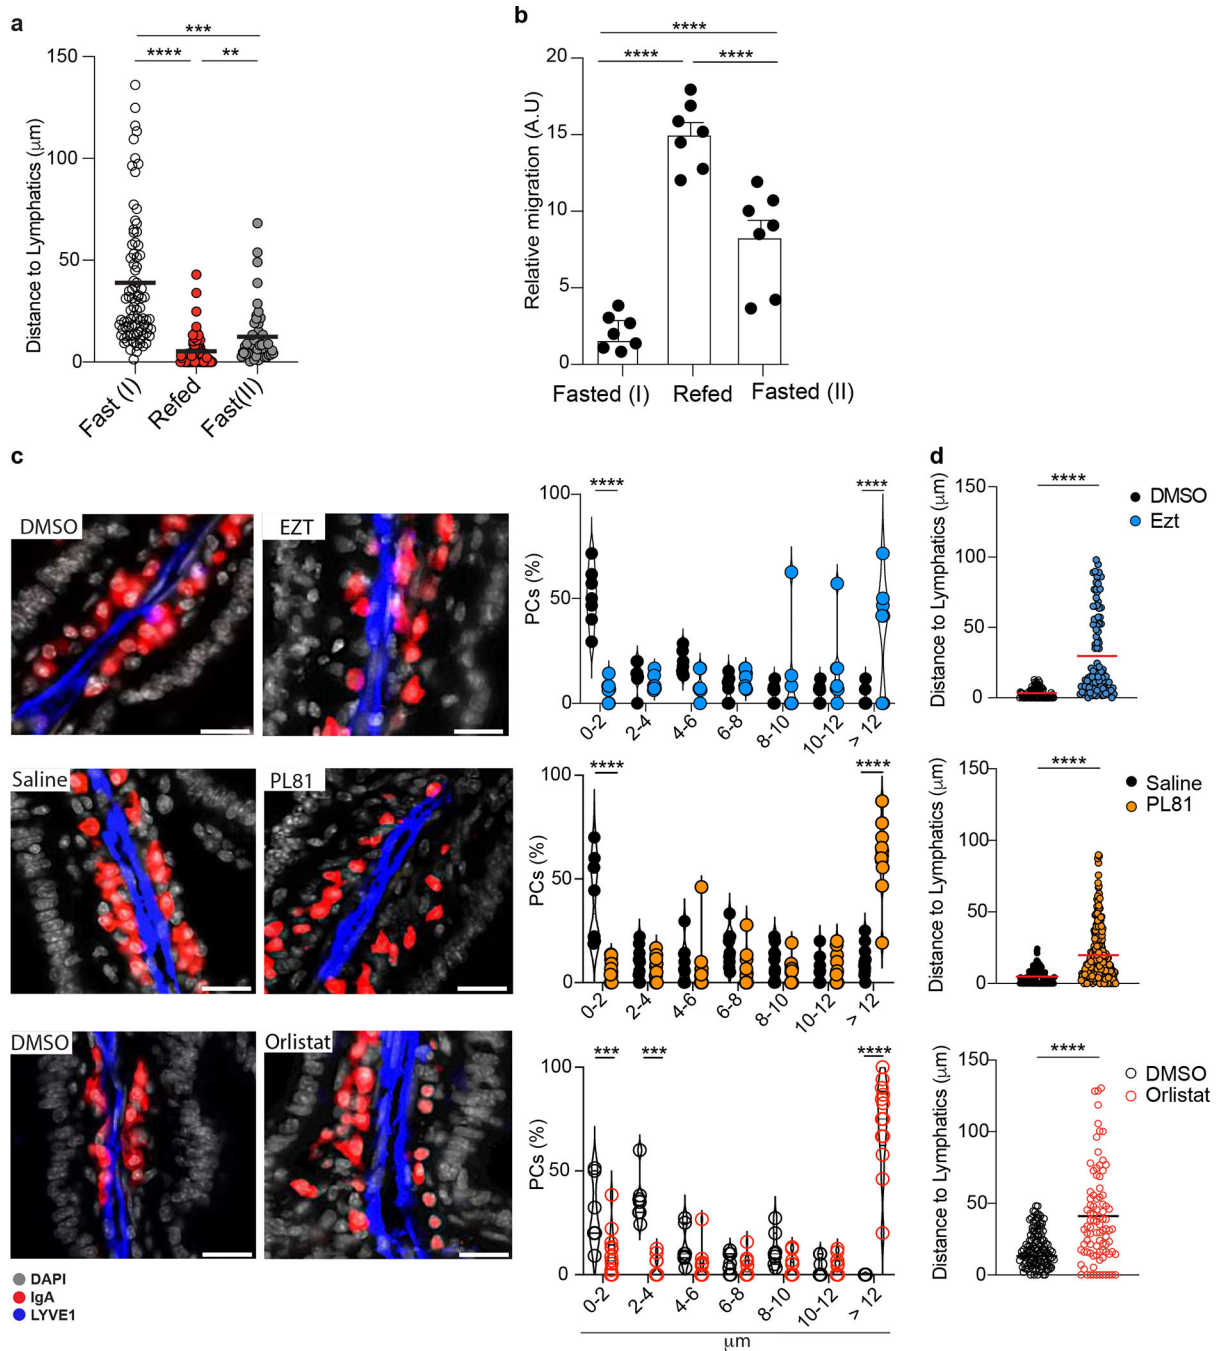 a
***
****
**
150
100
50
0
Distance to Lymphatics (μm)
Fast (I)
Refed
Fast(II)
b
****
****
****
20
15
10
5
0
Relative migration (A.U)
Fasted (I)
Refed
Fasted (II)
c
DMSO
EZT
****
****
100
50
0
PCs (%)
0-2
2-4
4-6
6-8
8-10
10-12
> 12
Saline
PL81
****
****
100
50
0
PCs (%)
0-2
2-4
4-6
6-8
8-10
10-12
> 12
DMSO
Orlistat
***
***
****
100
50
0
PCs (%)
0-2
2-4
4-6
6-8
8-10
10-12
> 12
μm
DAPI
IgA
LYVE1
d
****
150
100
50
0
Distance to Lymphatics (μm)
DMSO
Ezt
****
150
100
50
0
Distance to Lymphatics (μm)
Saline
PL81
****
150
100
50
0
Distance to Lymphatics (μm)
DMSO
Orlistat